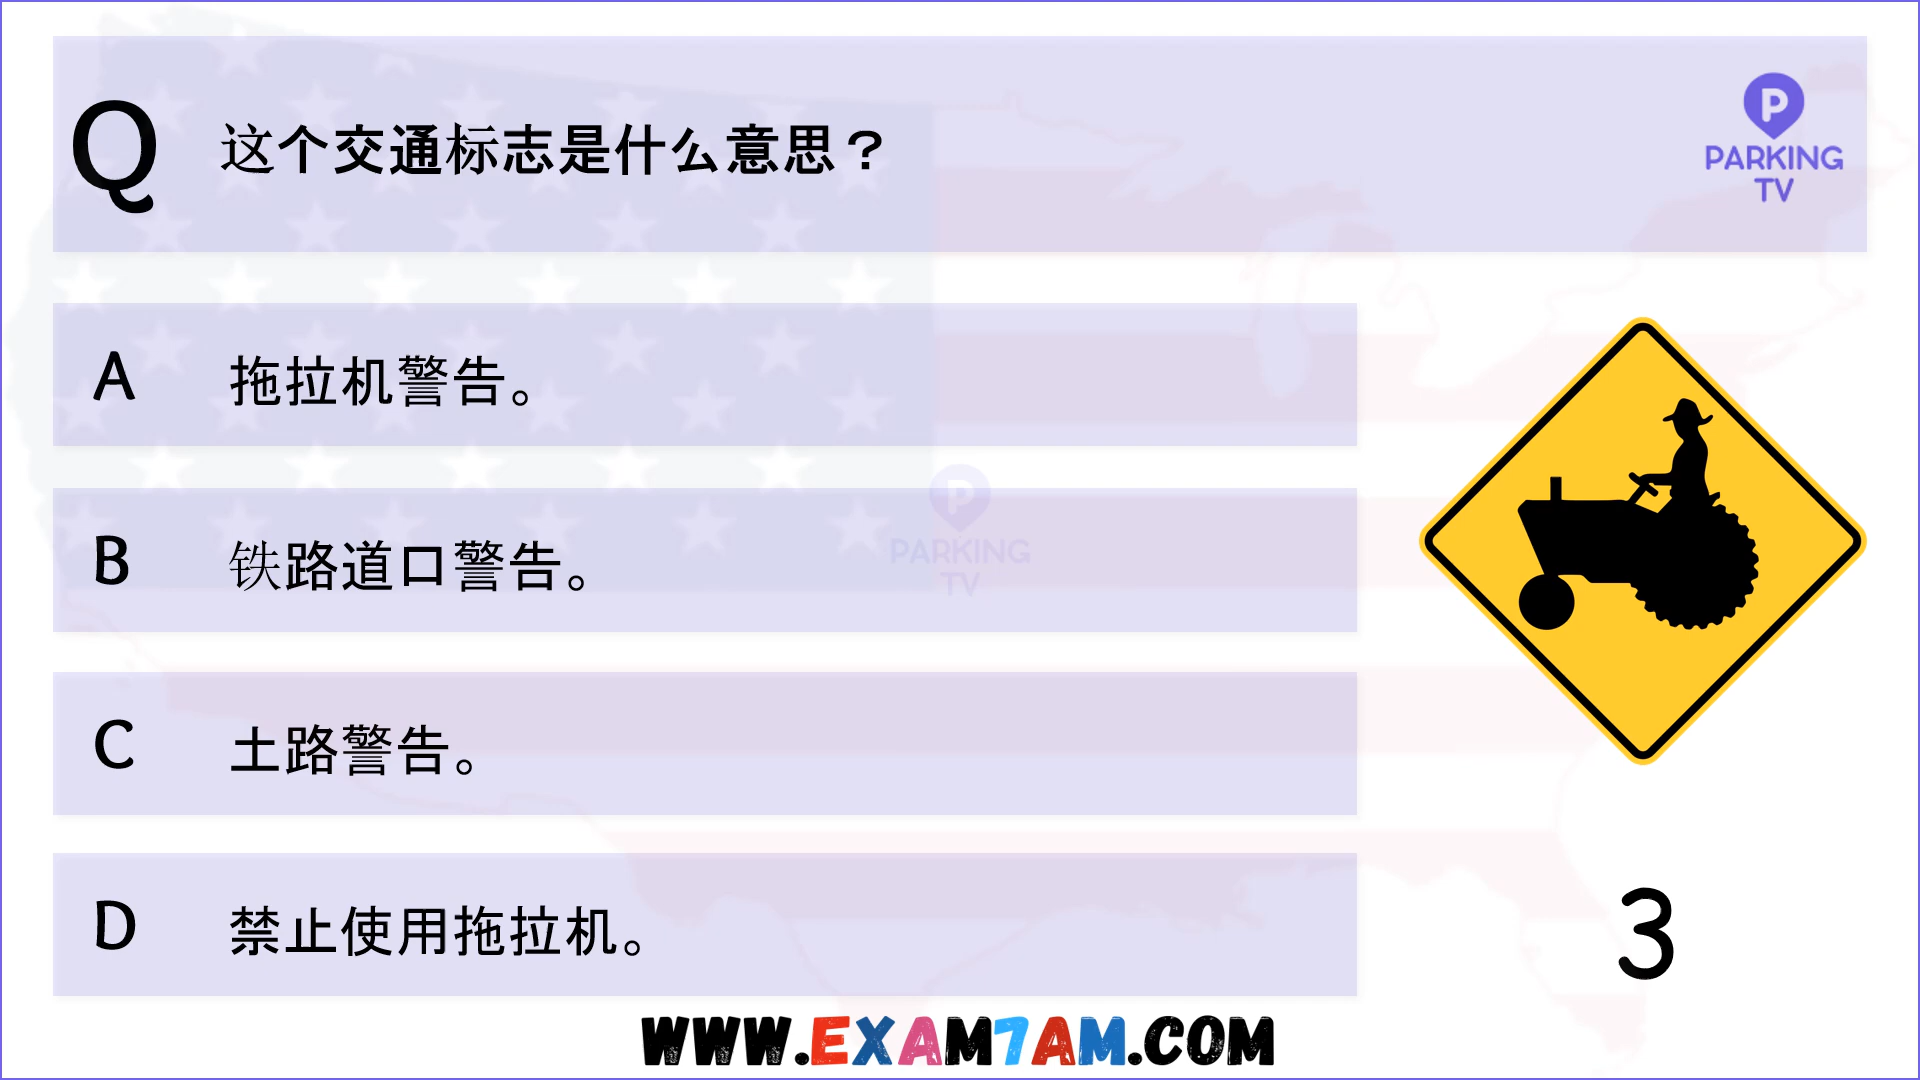 Q 这个交通标志是什么意思？
P
PARKING
TV
A 拖拉机警告。
B 铁路道口警告。
C 土路警告。
D 禁止使用拖拉机。
P
PARKING
TV
3
WWW.EXAM7AM.COM